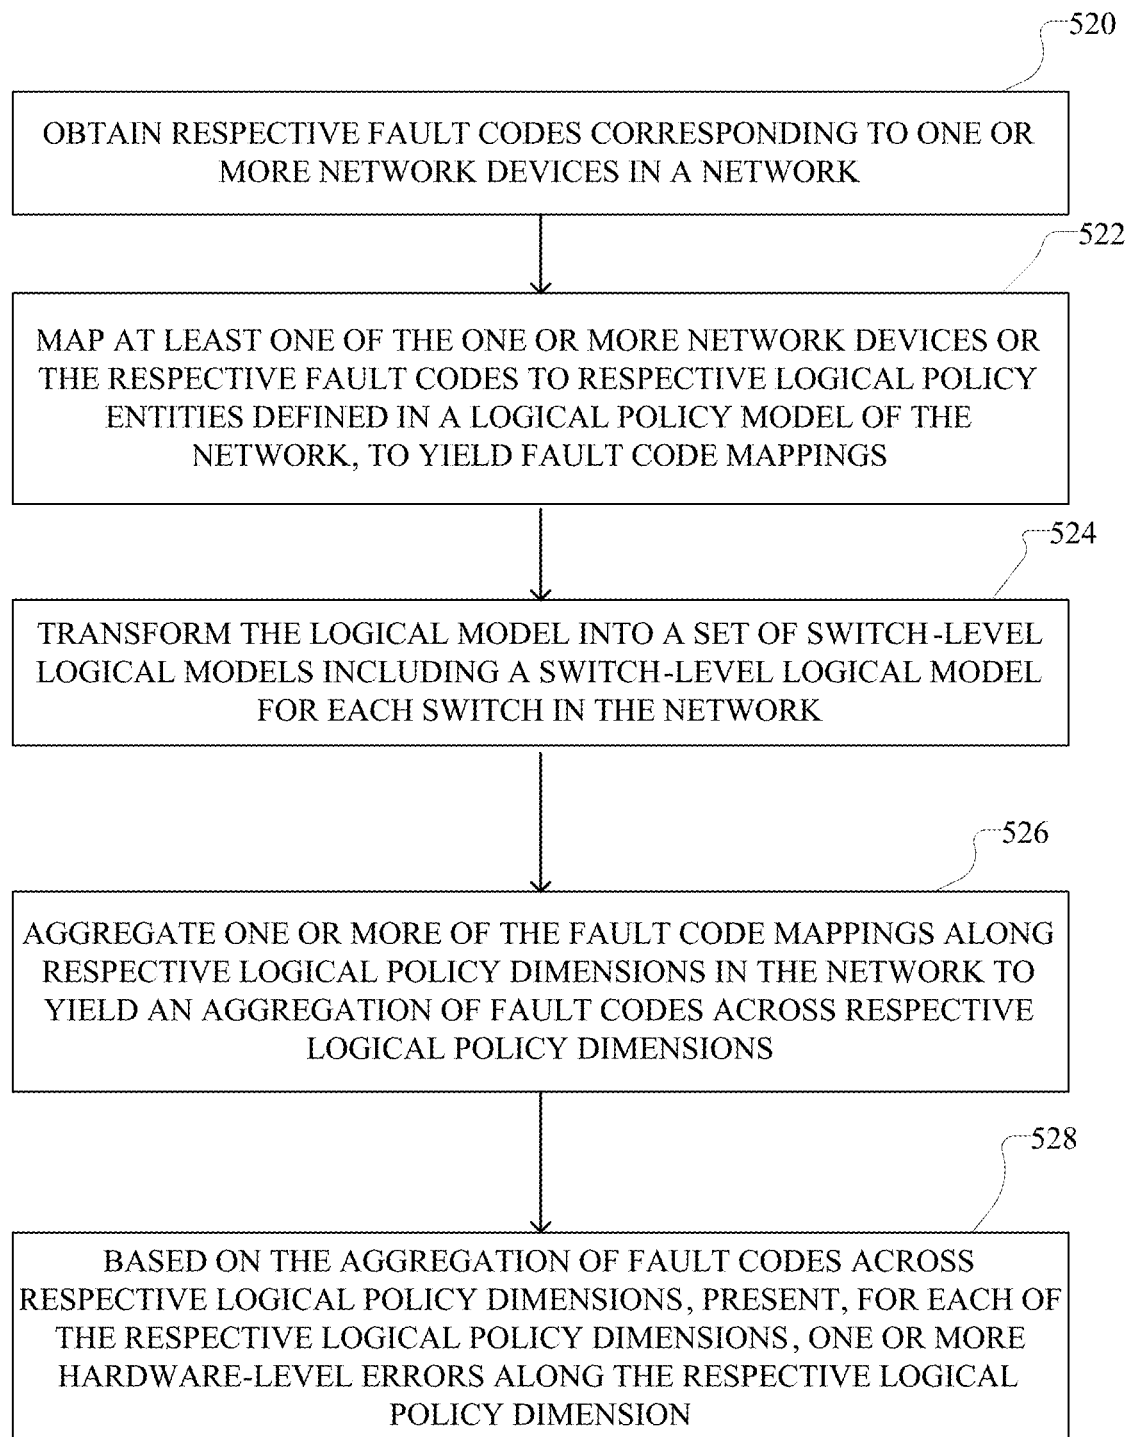 520
OBTAIN RESPECTIVE FAULT CODES CORRESPONDING TO ONE OR
MORE NETWORK DEVICES IN A NETWORK
522
MAP AT LEAST ONE OF THE ONE OR MORE NETWORK DEVICES OR
THE RESPECTIVE FAULT CODES TO RESPECTIVE LOGICAL POLICY
ENTITIES DEFINED IN A LOGICAL POLICY MODEL OF THE
NETWORK, TO YIELD FAULT CODE MAPPINGS
524
TRANSFORM THE LOGICAL MODEL INTO A SET OF SWITCH-LEVEL
LOGICAL MODELS INCLUDING A SWITCH-LEVEL LOGICAL MODEL
FOR EACH SWITCH IN THE NETWORK
526
AGGREGATE ONE OR MORE OF THE FAULT CODE MAPPINGS ALONG
RESPECTIVE LOGICAL POLICY DIMENSIONS IN THE NETWORK TO
YIELD AN AGGREGATION OF FAULT CODES ACROSS RESPECTIVE
LOGICAL POLICY DIMENSIONS
528
BASED ON THE AGGREGATION OF FAULT CODES ACROSS
RESPECTIVE LOGICAL POLICY DIMENSIONS, PRESENT, FOR EACH OF
THE RESPECTIVE LOGICAL POLICY DIMENSIONS, ONE OR MORE
HARDWARE-LEVEL ERRORS ALONG THE RESPECTIVE LOGICAL
POLICY DIMENSION